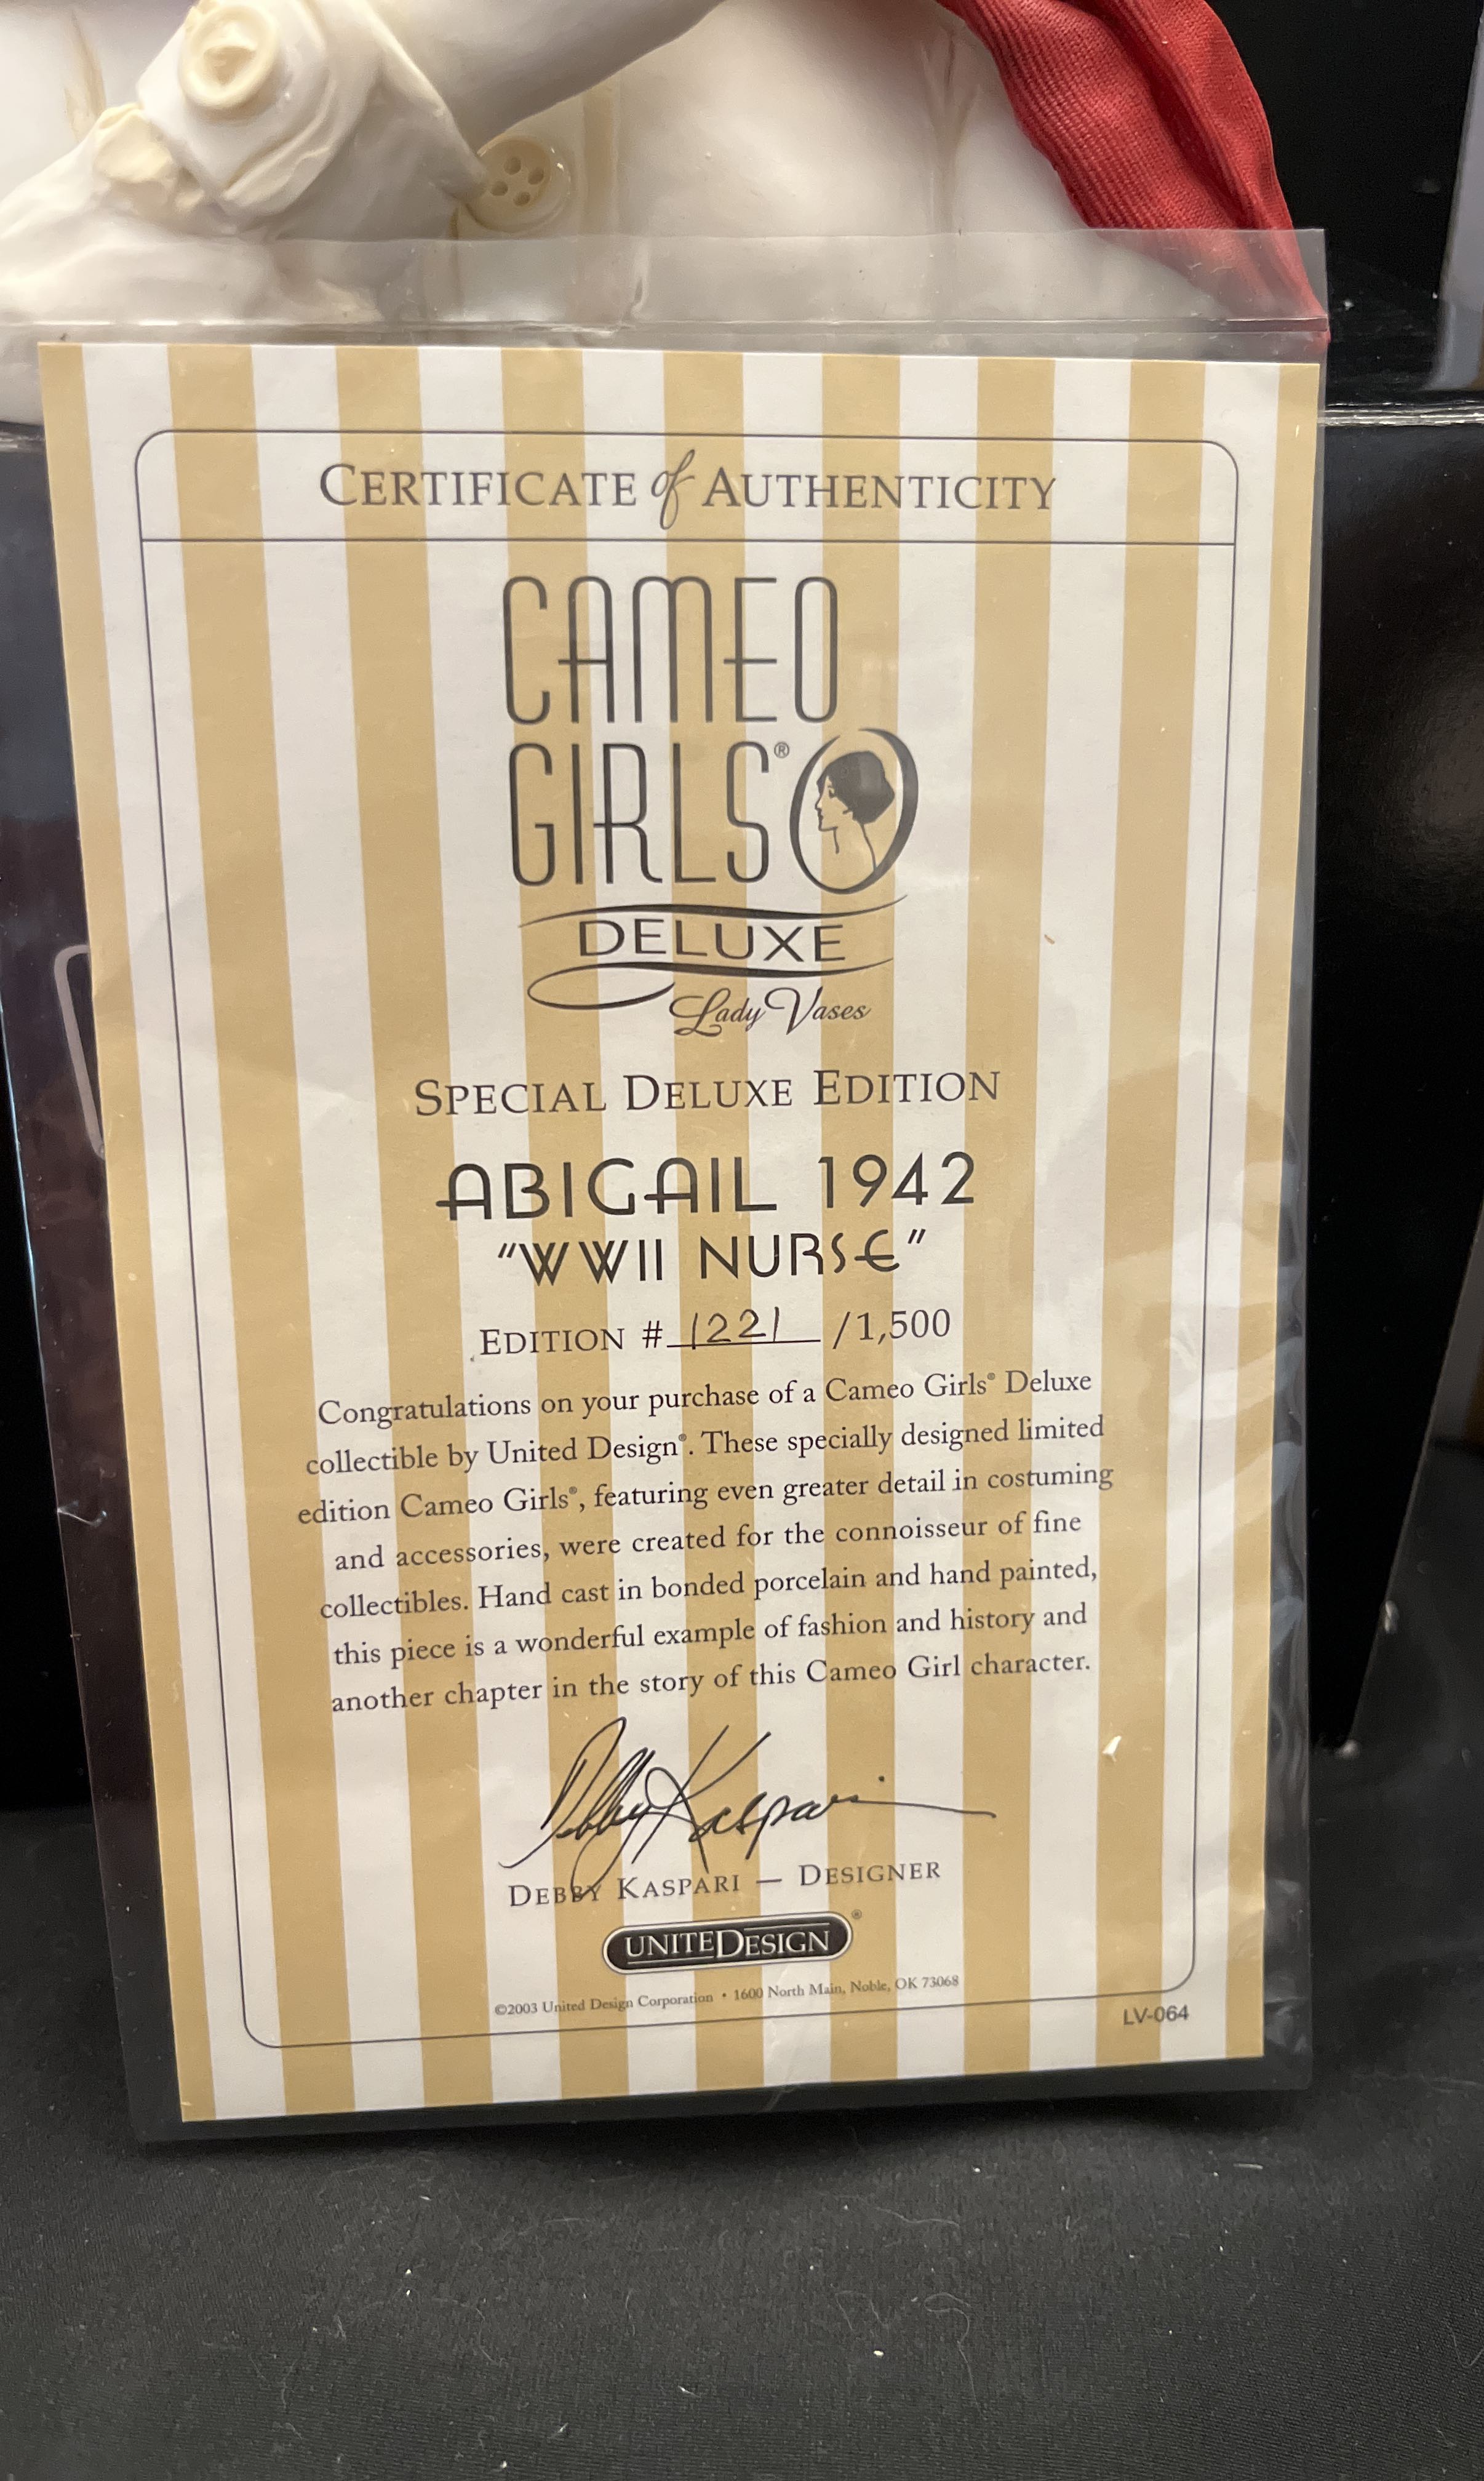 CERTIFICATE of AUTHENTICITY
CAMEO
GIRLS®
DELUXE
Lady Vases
SPECIAL DELUXE EDITION
ABIGAIL 1942
"WWII NURSE"
EDITION # 1221 /1,500
Congratulations on your purchase of a Cameo Girls® Deluxe
collectible by United Design®. These specially designed limited
edition Cameo Girls®, featuring even greater detail in costuming
and accessories, were created for the connoisseur of fine
collectibles. Hand cast in bonded porcelain and hand painted,
this piece is a wonderful example of fashion and history and
another chapter in the story of this Cameo Girl character.
Debby Kaspari
DEBBY KASPARI — DESIGNER
UNITEDESIGN®
©2003 United Design Corporation • 1600 North Main, Noble, OK 73068
LV-064